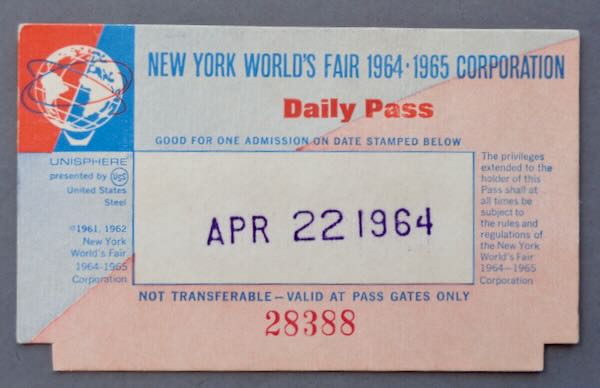 NEW YORK WORLD'S FAIR 1964·1965 CORPORATION
Daily Pass
GOOD FOR ONE ADMISSION ON DATE STAMPED BELOW
UNISPHERE®
presented by USS
United States
Steel
©1961, 1962
New York
World's Fair
1964-1965
Corporation
APR 22 1964
The privileges
extended to the
holder of this
Pass shall at
all times be
subject to
the rules and
regulations of
the New York
World's Fair
1964–1965
Corporation
NOT TRANSFERABLE – VALID AT PASS GATES ONLY
28388